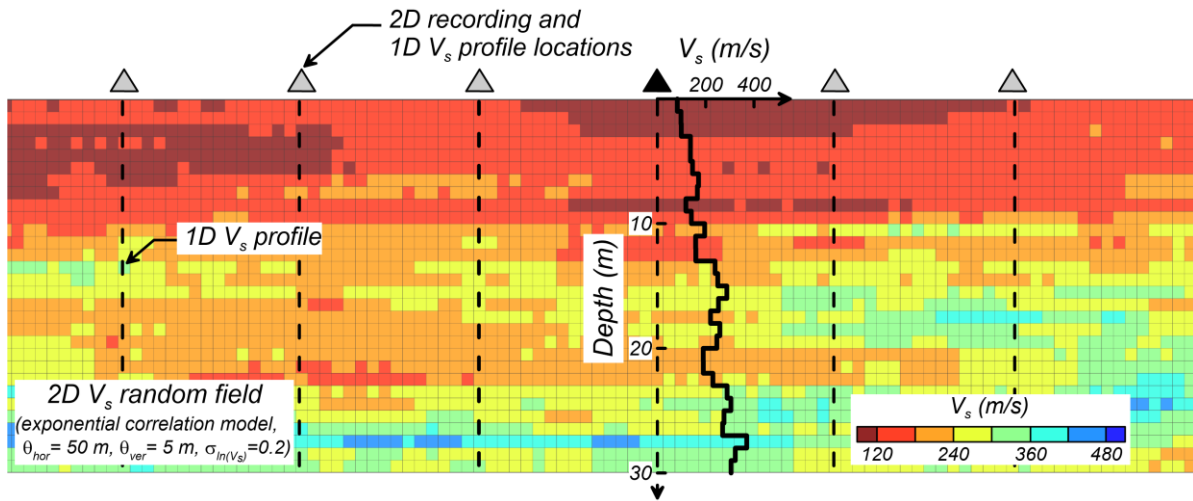 2D recording and
1D Vs profile locations
Vs (m/s)
200 400
10
1D Vs profile
Depth (m)
20
2D Vs random field
(exponential correlation model,
θhor= 50 m, θver= 5 m, σln(Vs)=0.2)
Vs (m/s)
120 240 360 480
30